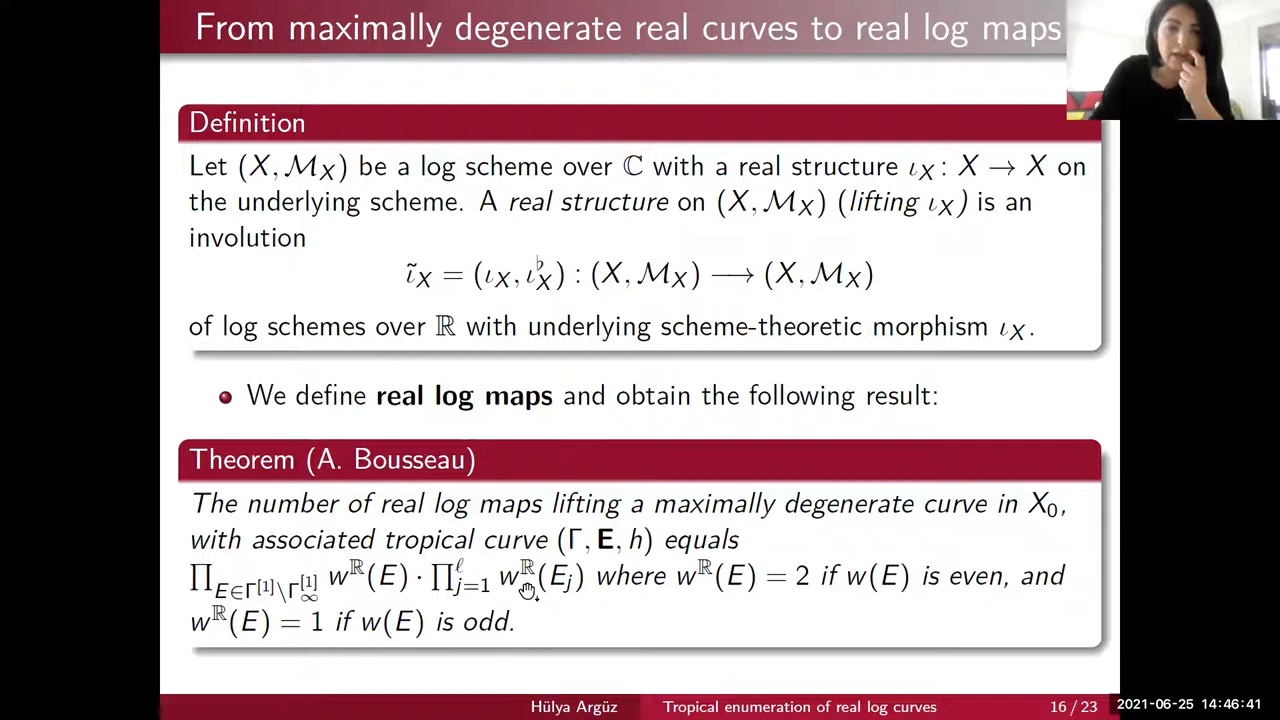 From maximally degenerate real curves to real log maps
Definition
Let (X, ℳ_X) be a log scheme over ℂ with a real structure ι_X : X → X on
the underlying scheme. A real structure on (X, ℳ_X) (lifting ι_X) is an
involution
ι̃_X = (ι_X, ι_X^♭) : (X, ℳ_X) ⟶ (X, ℳ_X)
of log schemes over ℝ with underlying scheme-theoretic morphism ι_X.
We define real log maps and obtain the following result:
Theorem (A. Bousseau)
The number of real log maps lifting a maximally degenerate curve in X_0,
with associated tropical curve (Γ, E, h) equals
∏_{E∈Γ^{[1]}\Γ_∞^{[1]}} w^ℝ(E) · ∏_{j=1}^ℓ w^ℝ(E_j) where w^ℝ(E) = 2 if w(E) is even, and
w^ℝ(E) = 1 if w(E) is odd.
Hülya Argüz
Tropical enumeration of real log curves
16 / 23
2021-06-25 14:46:41